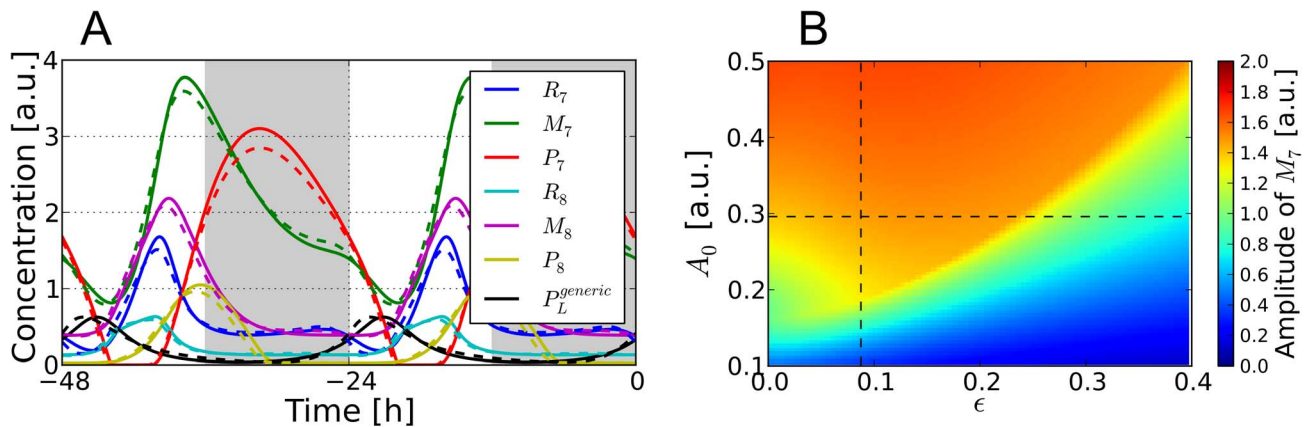 A
Concentration [a.u.]
4
3
2
1
0
−48
−24
0
Time [h]
R₇
M₇
P₇
R₈
M₈
P₈
P_L^generic
B
A₀ [a.u.]
0.5
0.4
0.3
0.2
0.1
0.0
0.1
0.2
0.3
0.4
ϵ
2.0
1.8
1.6
1.4
1.2
1.0
0.8
0.6
0.4
0.2
0.0
Amplitude of M₇ [a.u.]